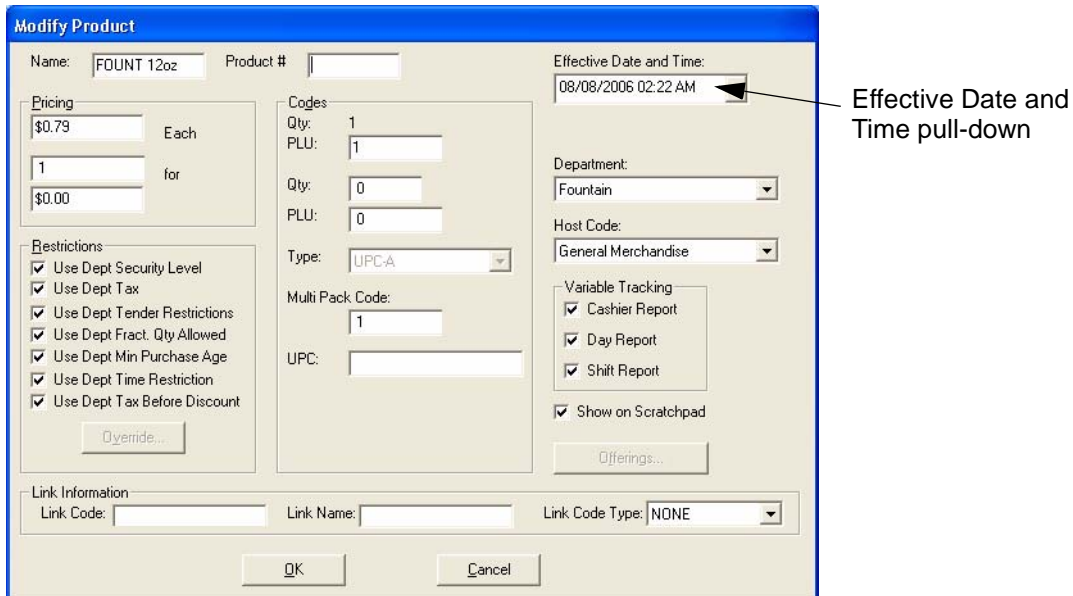 Modify Product
Name: FOUNT 12oz Product #
Effective Date and Time:
08/08/2006 02:22 AM
Effective Date and
Time pull-down
Pricing
$0.79 Each
1 for
$0.00
Codes
Qty: 1
PLU: 1
Qty: 0
PLU: 0
Type: UPC-A
Multi Pack Code:
1
UPC:
Department:
Fountain
Host Code:
General Merchandise
Restrictions
Use Dept Security Level
Use Dept Tax
Use Dept Tender Restrictions
Use Dept Fract. Qty Allowed
Use Dept Min Purchase Age
Use Dept Time Restriction
Use Dept Tax Before Discount
Override...
Variable Tracking
Cashier Report
Day Report
Shift Report
Show on Scratchpad
Offerings...
Link Information
Link Code: Link Name: Link Code Type: NONE
OK Cancel